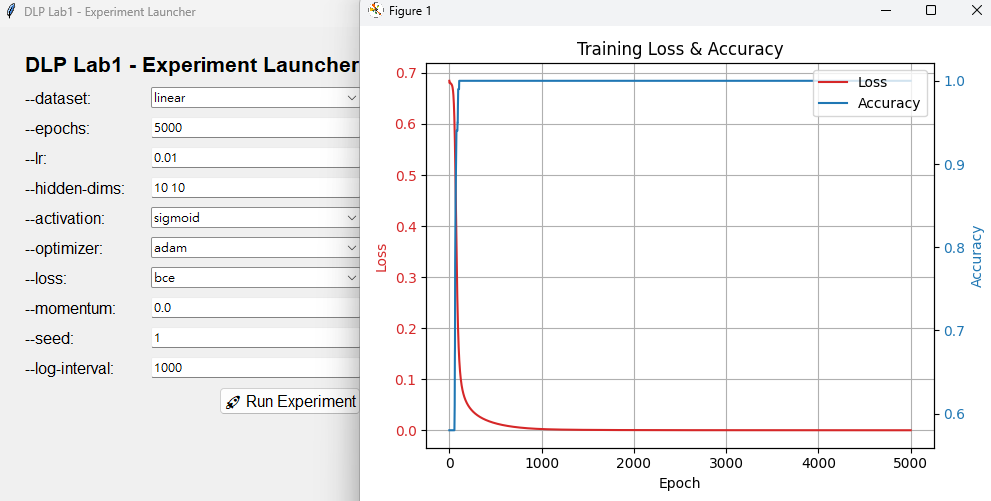 DLP Lab1 - Experiment Launcher
DLP Lab1 - Experiment Launcher
--dataset: linear
--epochs: 5000
--lr: 0.01
--hidden-dims: 10 10
--activation: sigmoid
--optimizer: adam
--loss: bce
--momentum: 0.0
--seed: 1
--log-interval: 1000
Run Experiment
Figure 1
Training Loss & Accuracy
Loss
Accuracy
0.7
0.6
0.5
0.4
0.3
0.2
0.1
0.0
Loss
1.0
0.9
0.8
0.7
0.6
Accuracy
0 1000 2000 3000 4000 5000
Epoch